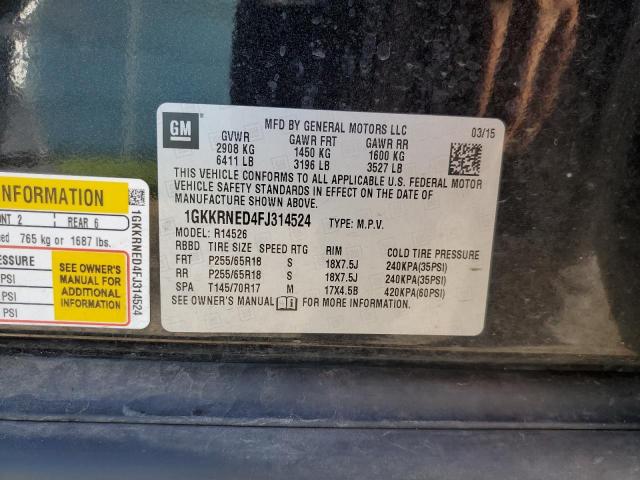 GM
MFD BY GENERAL MOTORS LLC
03/15
GVWR GAWR FRT GAWR RR
2908 KG 1450 KG 1600 KG
6411 LB 3196 LB 3527 LB
THIS VEHICLE CONFORMS TO ALL APPLICABLE U.S. FEDERAL MOTOR
VEHICLE SAFETY STANDARDS IN EFFECT ON THE DATE OF
MANUFACTURE SHOWN ABOVE.
1GKKRNED4FJ314524 TYPE: M.P.V.
MODEL: R14526
RBBD TIRE SIZE SPEED RTG RIM COLD TIRE PRESSURE
FRT P255/65R18 S 18X7.5J 240KPA(35PSI)
RR P255/65R18 S 18X7.5J 240KPA(35PSI)
SPA T145/70R17 M 17X4.5B 420KPA(60PSI)
SEE OWNER'S MANUAL FOR MORE INFORMATION.
INFORMATION
2 REAR 6
765 kg or 1687 lbs.
SEE OWNER'S
MANUAL FOR
ADDITIONAL
INFORMATION
PSI
PSI
PSI
1GKKRNED4FJ314524